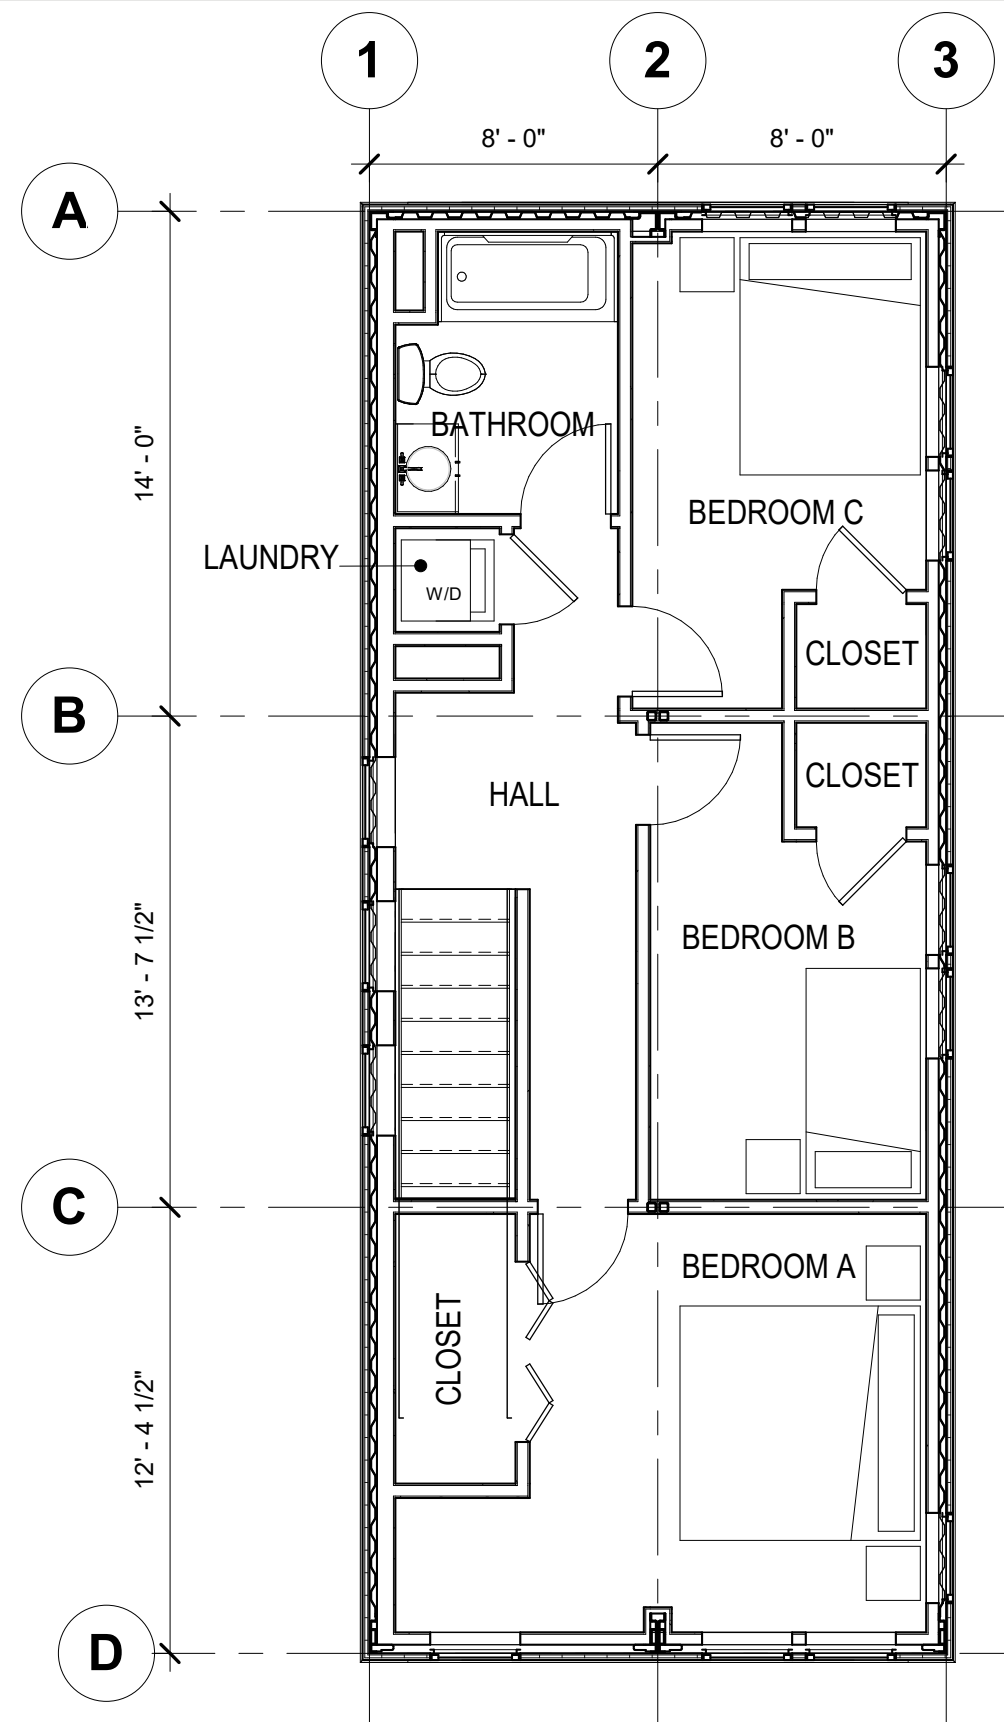 1
2
3
8' - 0"
8' - 0"
A
BATHROOM
14' - 0"
BEDROOM C
LAUNDRY
W/D
CLOSET
B
CLOSET
HALL
BEDROOM B
13' - 7 1/2"
C
BEDROOM A
CLOSET
12' - 4 1/2"
D